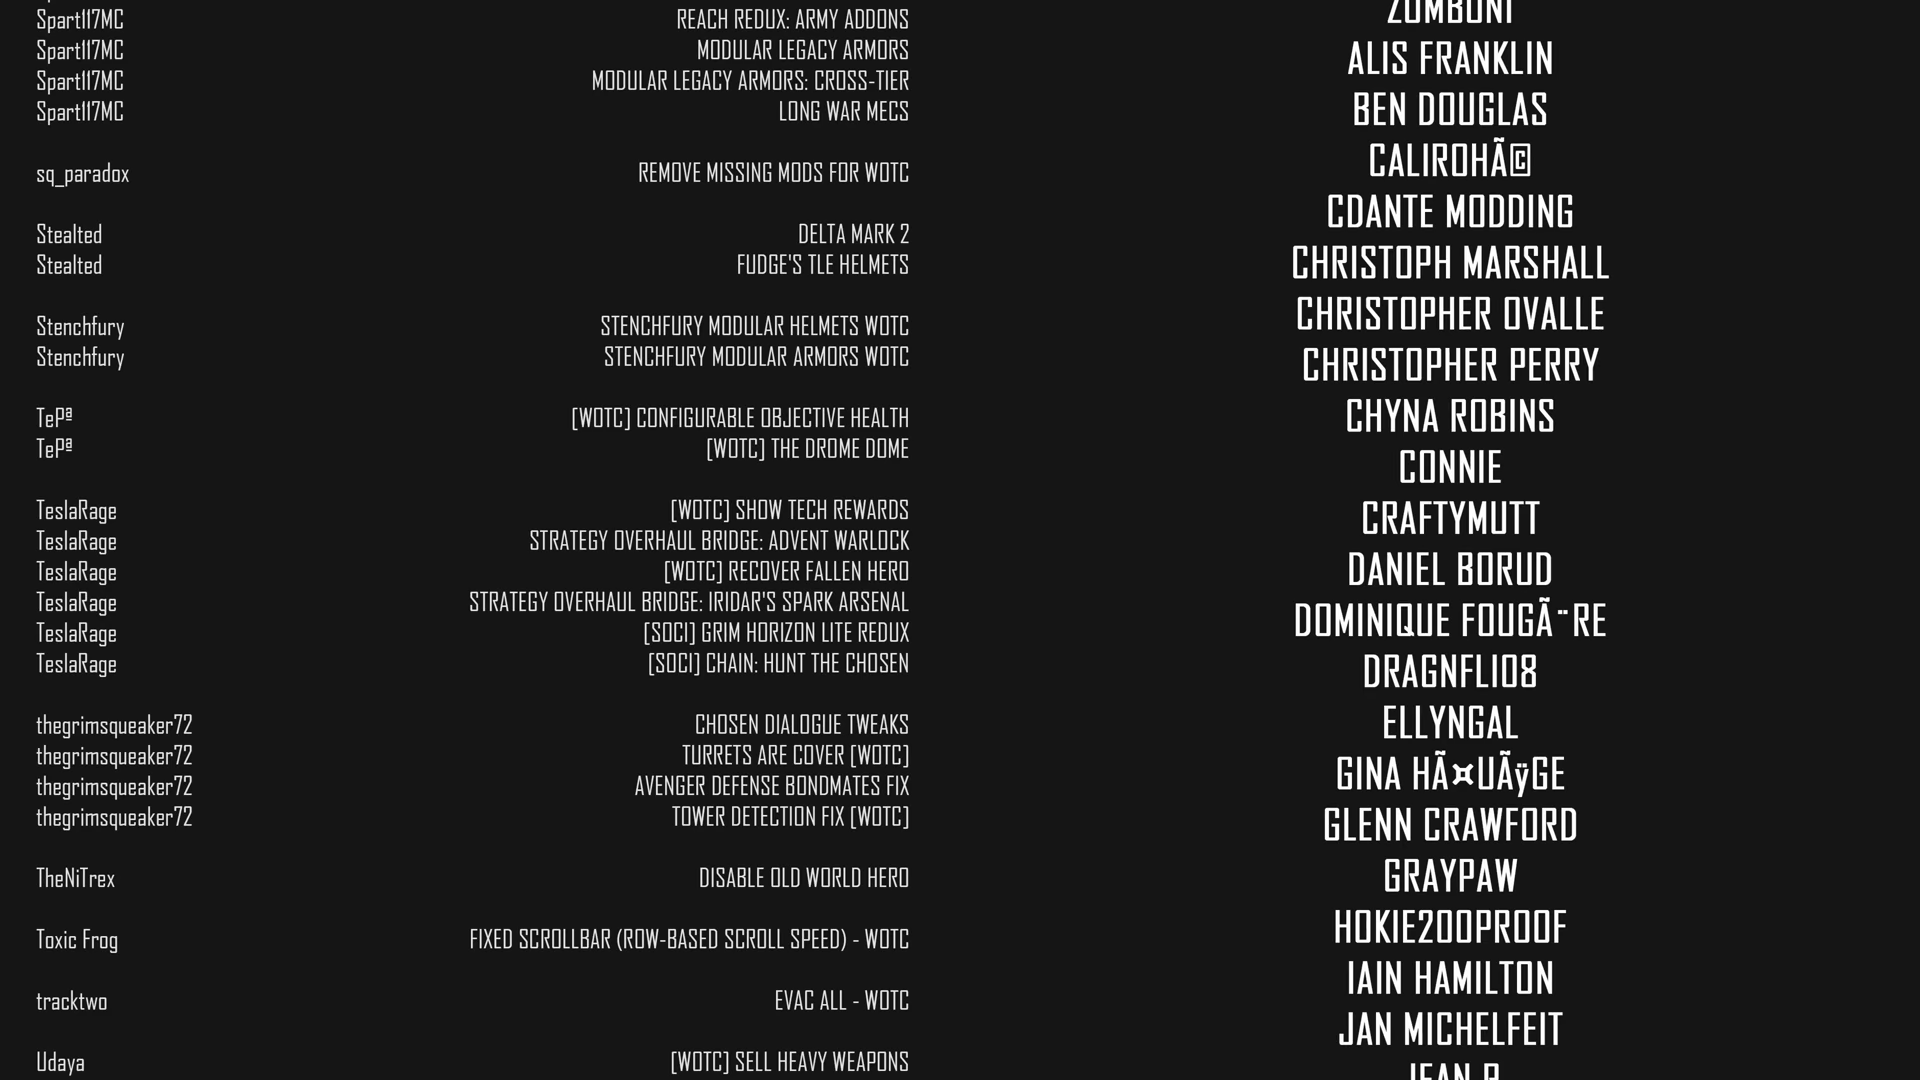 Spart117MC REACH REDUX: ARMY ADDONS
Spart117MC MODULAR LEGACY ARMORS
Spart117MC MODULAR LEGACY ARMORS: CROSS-TIER
Spart117MC LONG WAR MECS
sq_paradox REMOVE MISSING MODS FOR WOTC
Stealted DELTA MARK 2
Stealted FUDGE'S TLE HELMETS
Stenchfury STENCHFURY MODULAR HELMETS WOTC
Stenchfury STENCHFURY MODULAR ARMORS WOTC
TePª [WOTC] CONFIGURABLE OBJECTIVE HEALTH
TePª [WOTC] THE DROME DOME
TeslaRage [WOTC] SHOW TECH REWARDS
TeslaRage STRATEGY OVERHAUL BRIDGE: ADVENT WARLOCK
TeslaRage [WOTC] RECOVER FALLEN HERO
TeslaRage STRATEGY OVERHAUL BRIDGE: IRIDAR'S SPARK ARSENAL
TeslaRage [SOCI] GRIM HORIZON LITE REDUX
TeslaRage [SOCI] CHAIN: HUNT THE CHOSEN
thegrimsqueaker72 CHOSEN DIALOGUE TWEAKS
thegrimsqueaker72 TURRETS ARE COVER [WOTC]
thegrimsqueaker72 AVENGER DEFENSE BONDMATES FIX
thegrimsqueaker72 TOWER DETECTION FIX [WOTC]
TheNiTrex DISABLE OLD WORLD HERO
Toxic Frog FIXED SCROLLBAR (ROW-BASED SCROLL SPEED) - WOTC
tracktwo EVAC ALL - WOTC
Udaya [WOTC] SELL HEAVY WEAPONS
ZOMBONI
ALIS FRANKLIN
BEN DOUGLAS
CALIROHÃ©
CDANTE MODDING
CHRISTOPH MARSHALL
CHRISTOPHER OVALLE
CHRISTOPHER PERRY
CHYNA ROBINS
CONNIE
CRAFTYMUTT
DANIEL BORUD
DOMINIQUE FOUGÃ¨RE
DRAGNFLI08
ELLYNGAL
GINA HÃ¤UÃŸGE
GLENN CRAWFORD
GRAYPAW
HOKIE200PROOF
IAIN HAMILTON
JAN MICHELFEIT